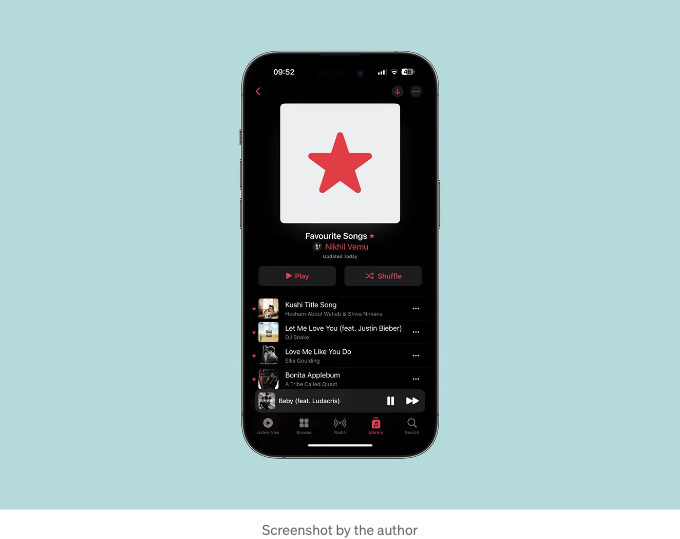 09:52
Favourite Songs
Nikhil Vemu
Updated Today
Play
Shuffle
Kushi Title Song
Hesham Abdul Wahab & Shiva Nirvana
Let Me Love You (feat. Justin Bieber)
DJ Snake
Love Me Like You Do
Ellie Goulding
Bonita Applebum
A Tribe Called Quest
Baby (feat. Ludacris)
Listen Now
Browse
Radio
Library
Search
Screenshot by the author